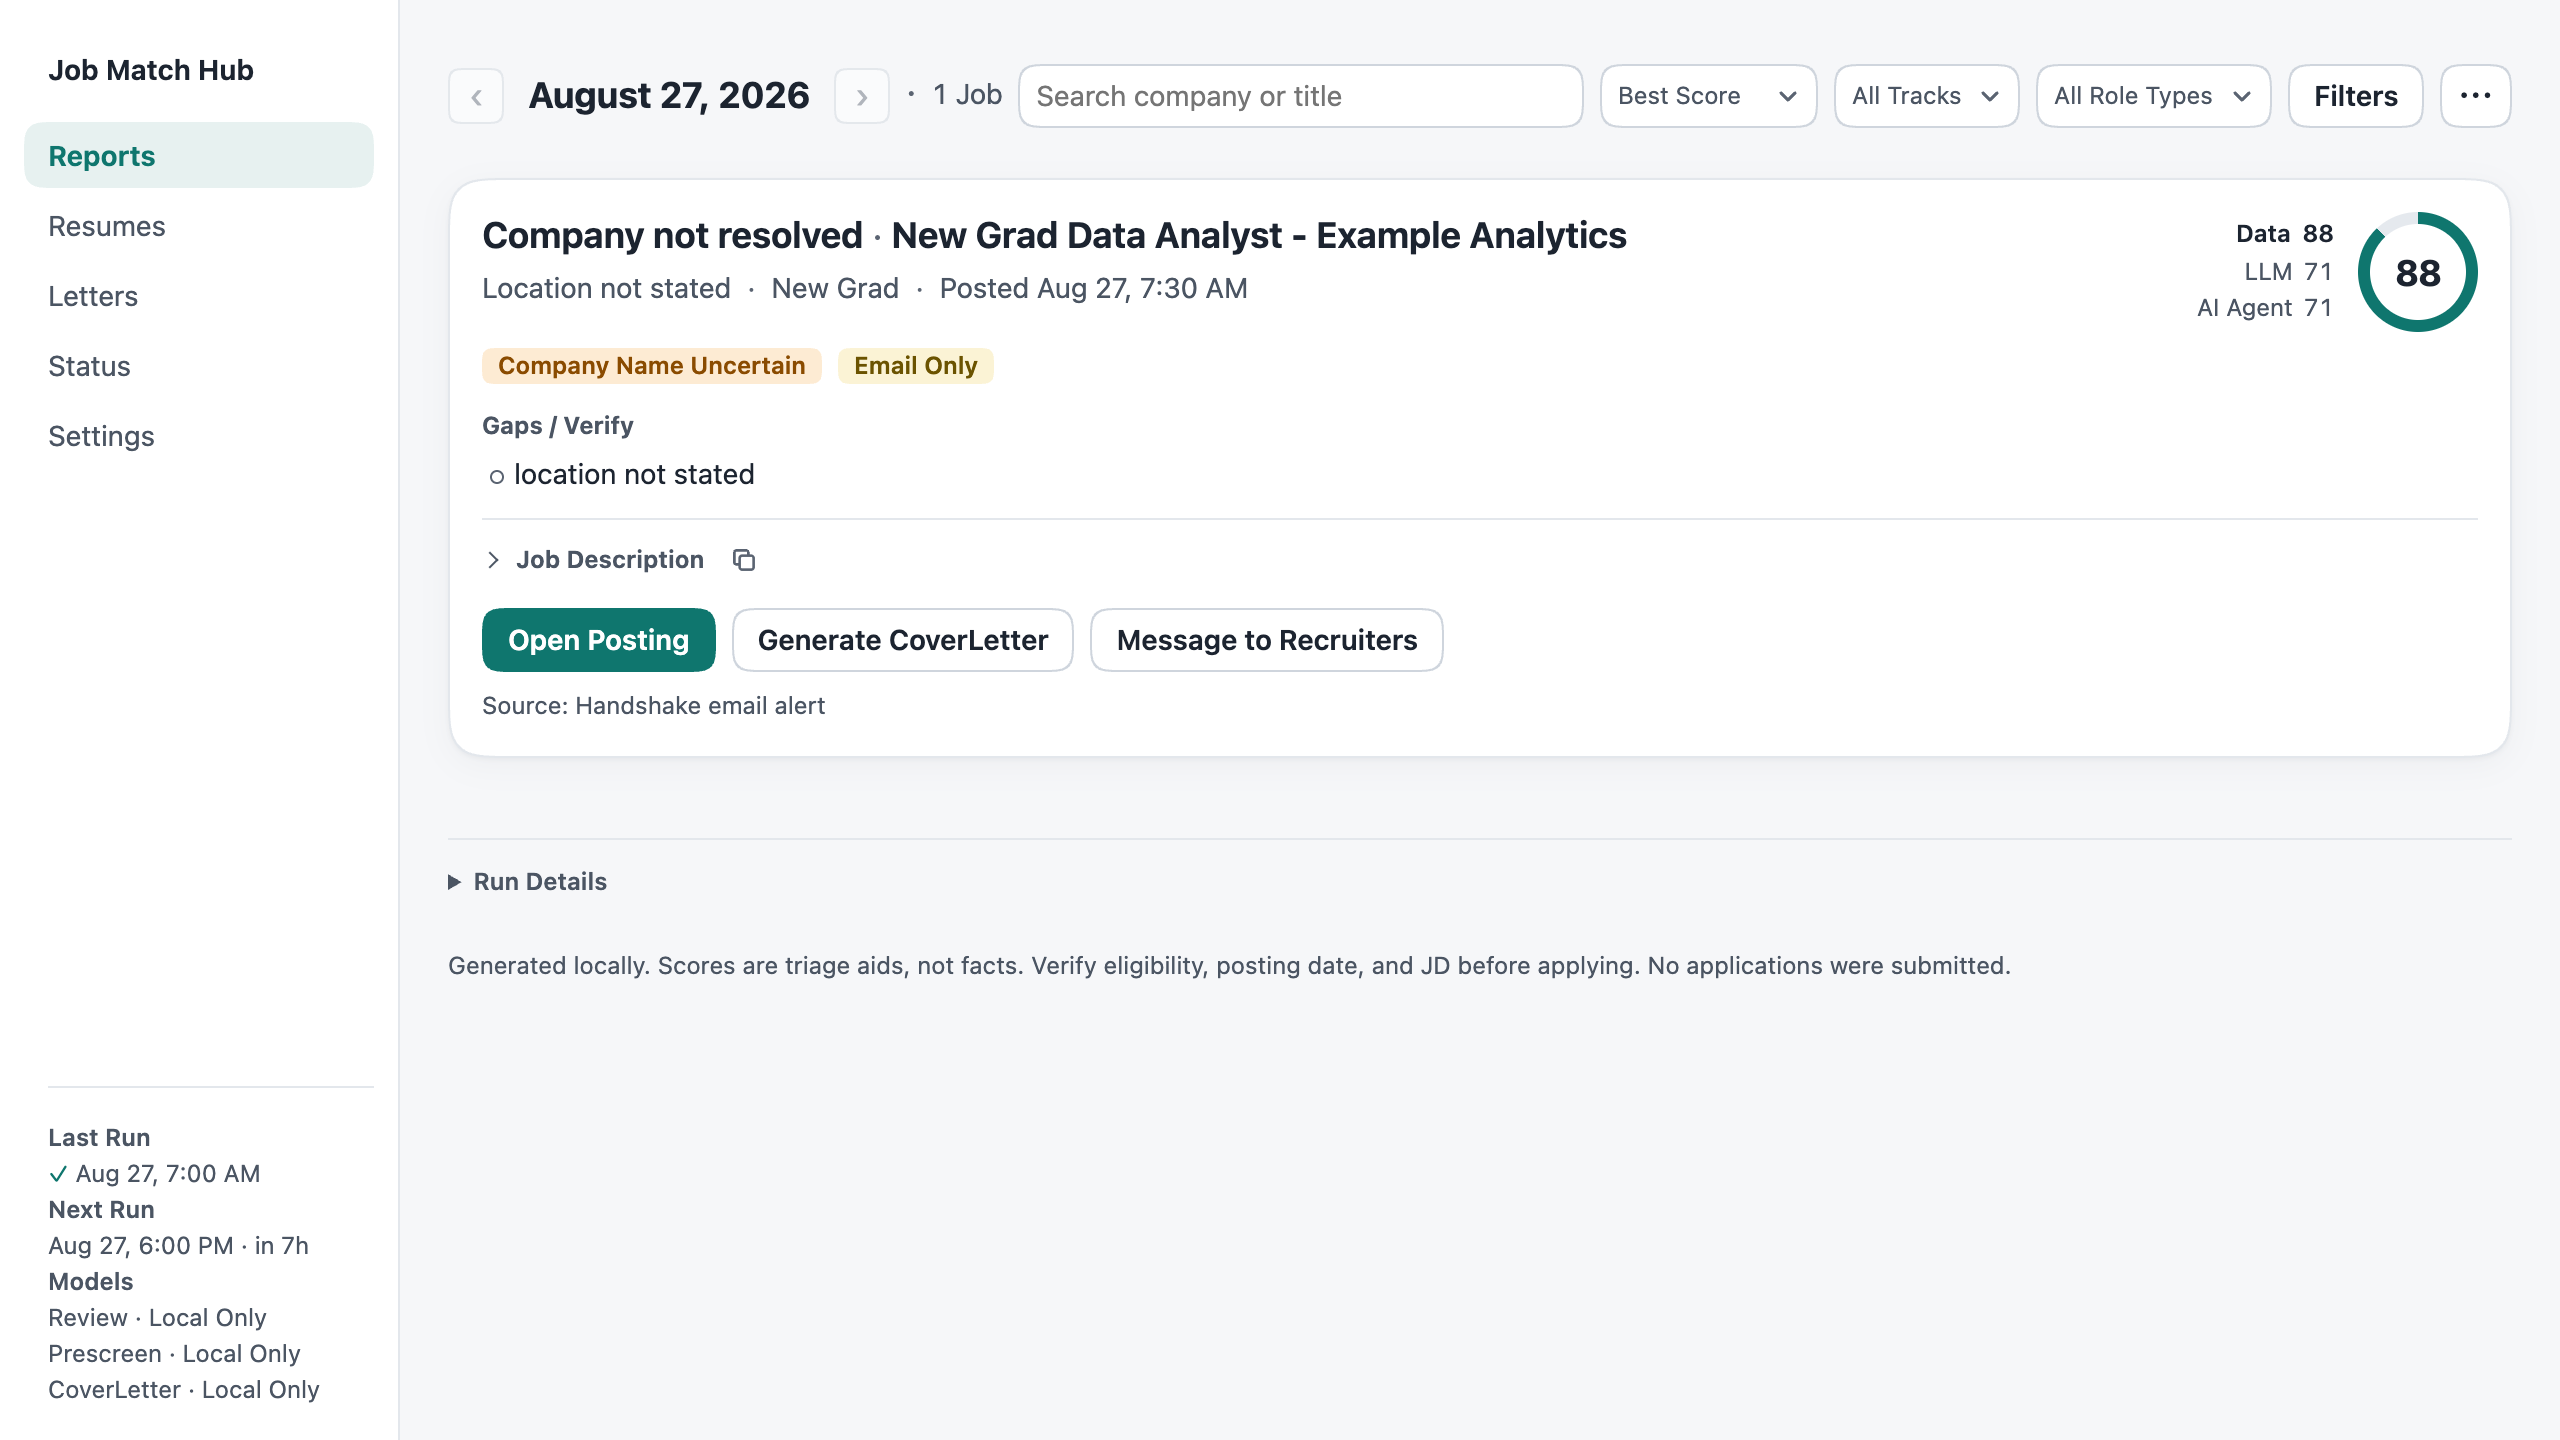 Job Match Hub
Reports
Resumes
Letters
Status
Settings
Last Run
✓ Aug 27, 7:00 AM
Next Run
Aug 27, 6:00 PM · in 7h
Models
Review · Local Only
Prescreen · Local Only
CoverLetter · Local Only
‹ August 27, 2026 › · 1 Job Search company or title Best Score All Tracks All Role Types Filters ···
Company not resolved · New Grad Data Analyst - Example Analytics
Location not stated · New Grad · Posted Aug 27, 7:30 AM
Data 88
LLM 71
AI Agent 71
88
Company Name Uncertain Email Only
Gaps / Verify
location not stated
Job Description
Open Posting Generate CoverLetter Message to Recruiters
Source: Handshake email alert
Run Details
Generated locally. Scores are triage aids, not facts. Verify eligibility, posting date, and JD before applying. No applications were submitted.